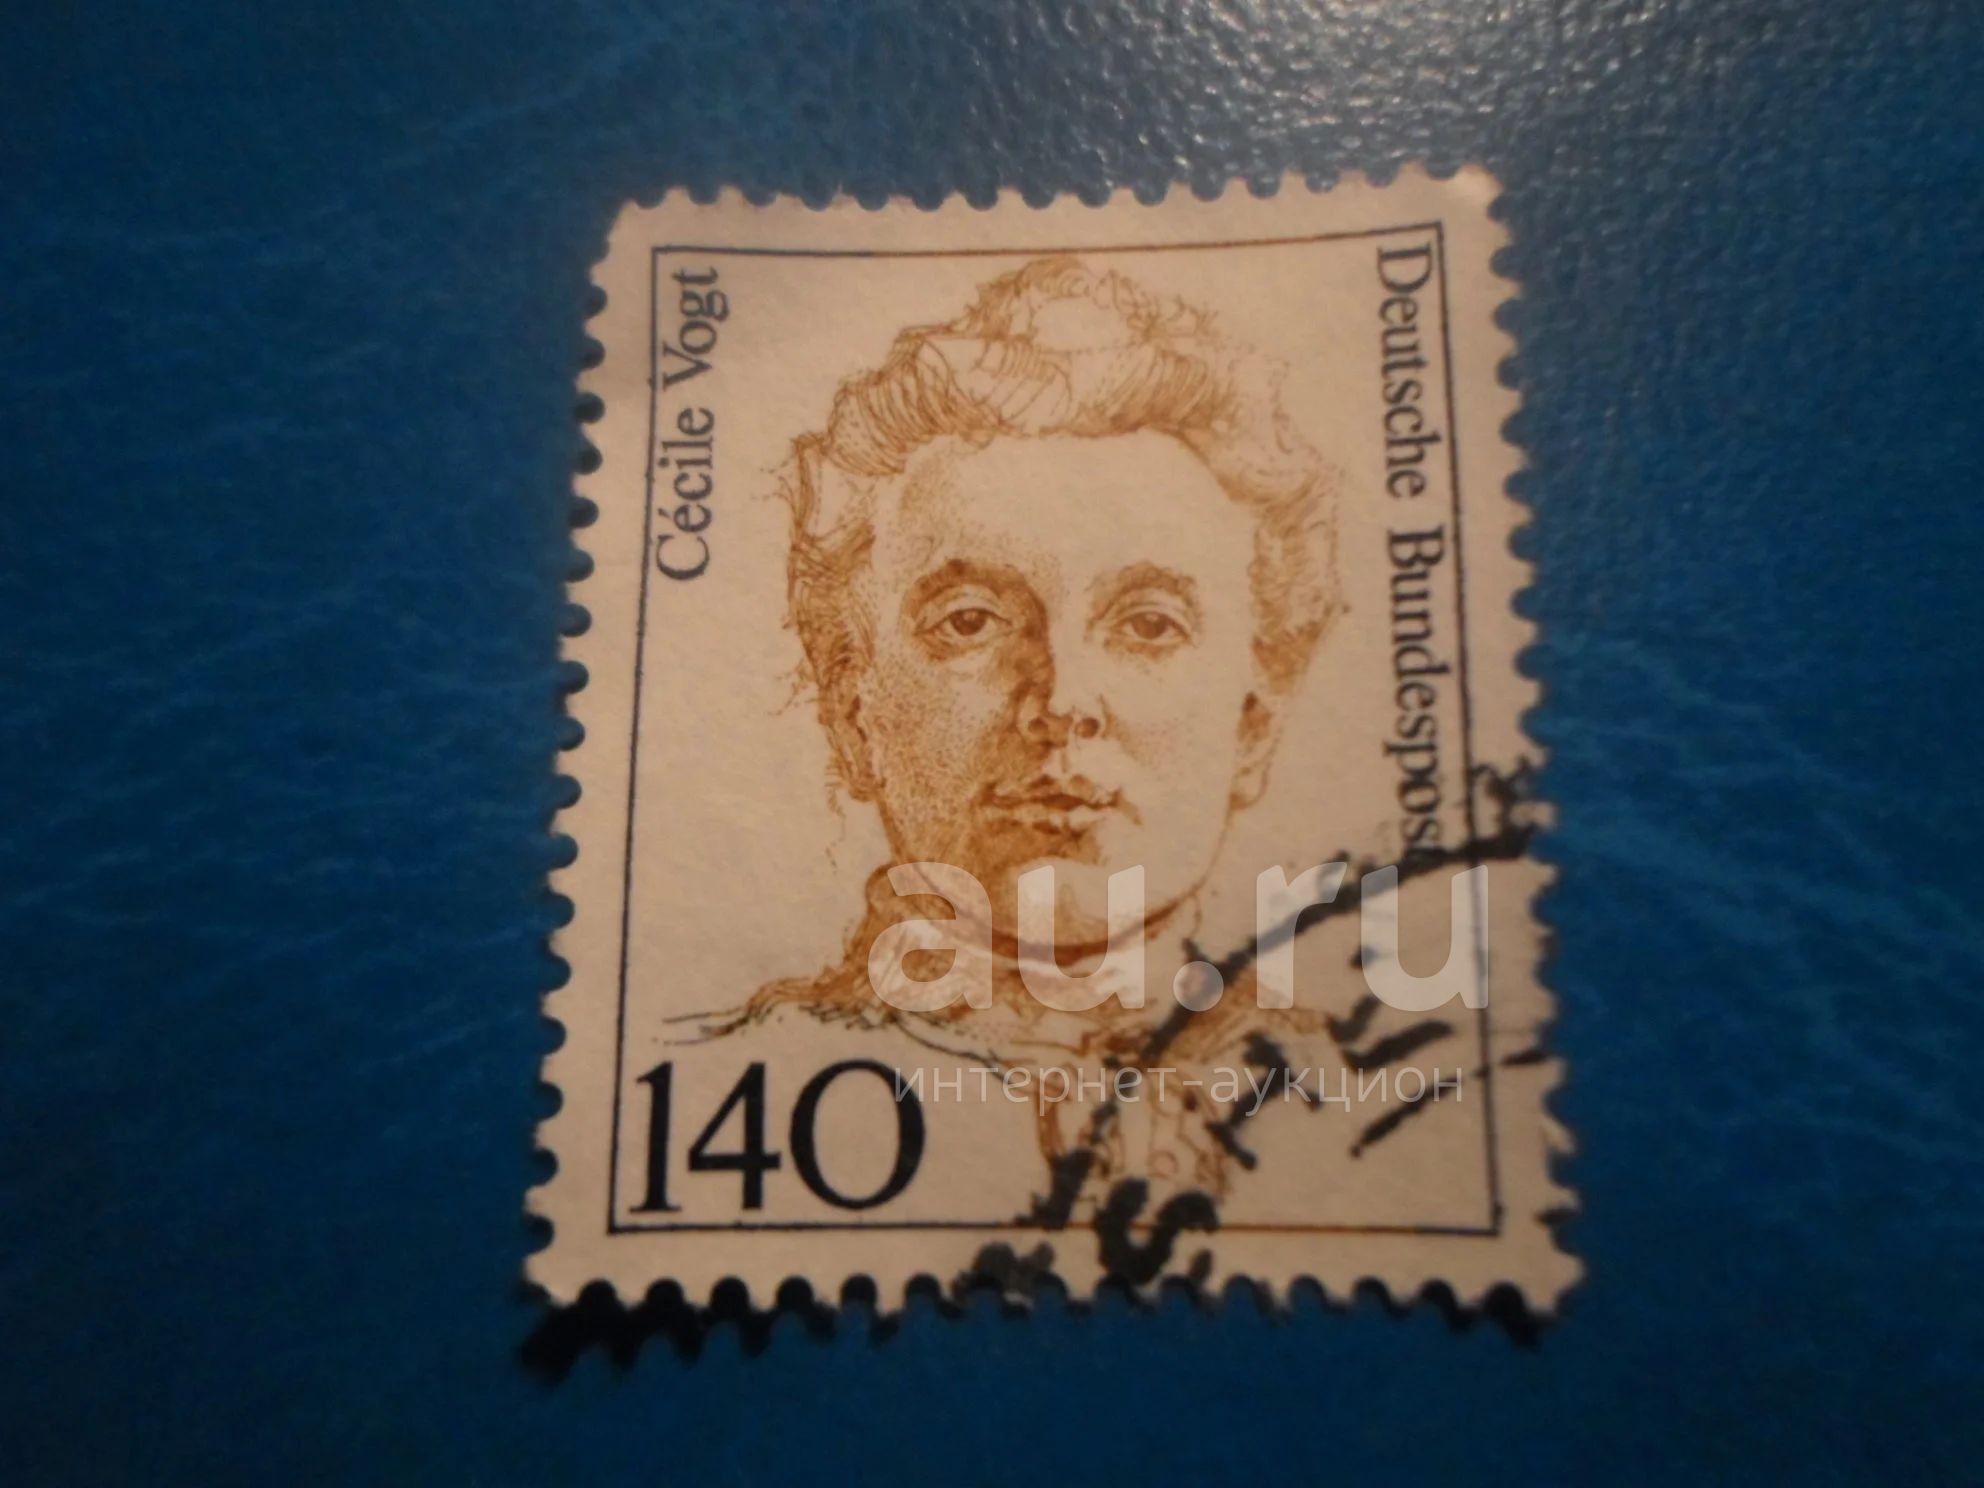 Cécile Vogt
Deutsche Bundespost
140
au.ru
интернет-аукцион